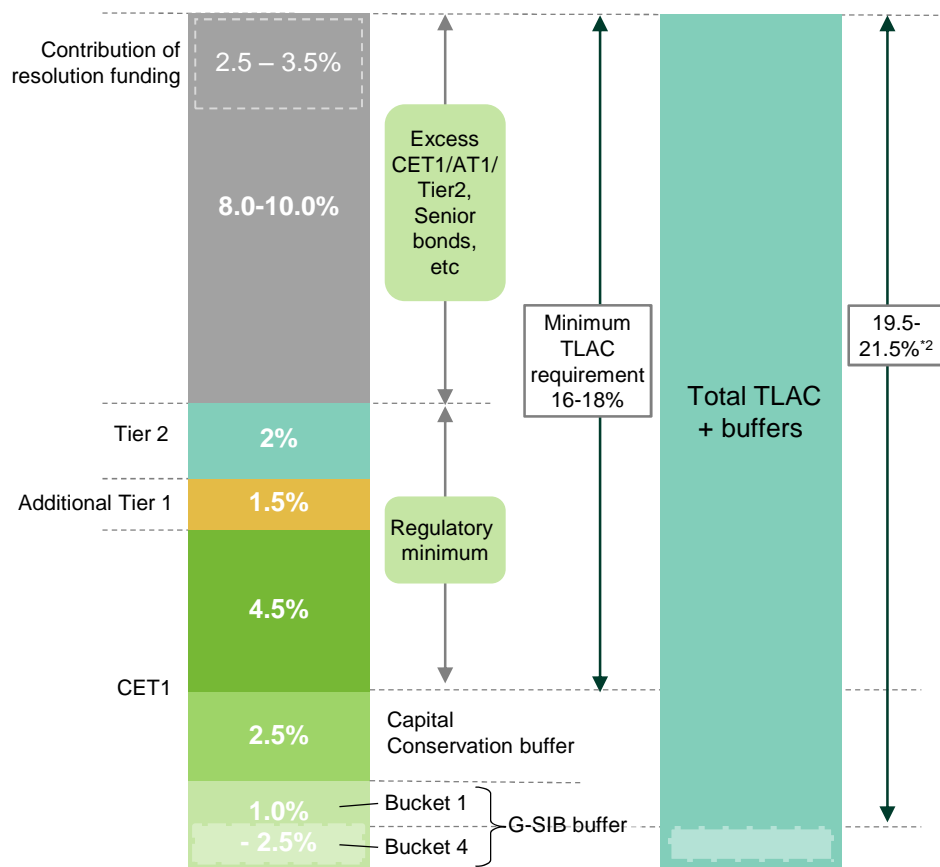 Contribution of
resolution funding
2.5 – 3.5%
8.0-10.0%
Excess
CET1/AT1/
Tier2,
Senior
bonds,
etc
Minimum
TLAC
requirement
16-18%
Total TLAC
+ buffers
19.5-
21.5%*2
Tier 2
2%
Additional Tier 1
1.5%
Regulatory
minimum
4.5%
CET1
2.5%
Capital
Conservation buffer
1.0%
- 2.5%
Bucket 1
Bucket 4
G-SIB buffer